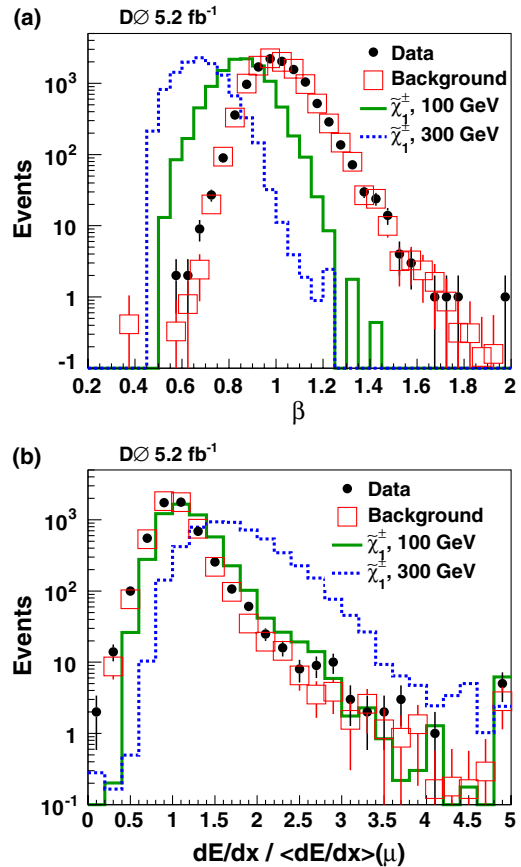 (a) DØ 5.2 fb⁻¹
Events
10³
10²
10
1
-1
10
Data
Background
χ̃₁±, 100 GeV
χ̃₁±, 300 GeV
0.2 0.4 0.6 0.8 1 1.2 1.4 1.6 1.8 2
β
(b) DØ 5.2 fb⁻¹
Events
10³
10²
10
1
10⁻¹
Data
Background
χ̃₁±, 100 GeV
χ̃₁±, 300 GeV
0 0.5 1 1.5 2 2.5 3 3.5 4 4.5 5
dE/dx / <dE/dx>(μ)